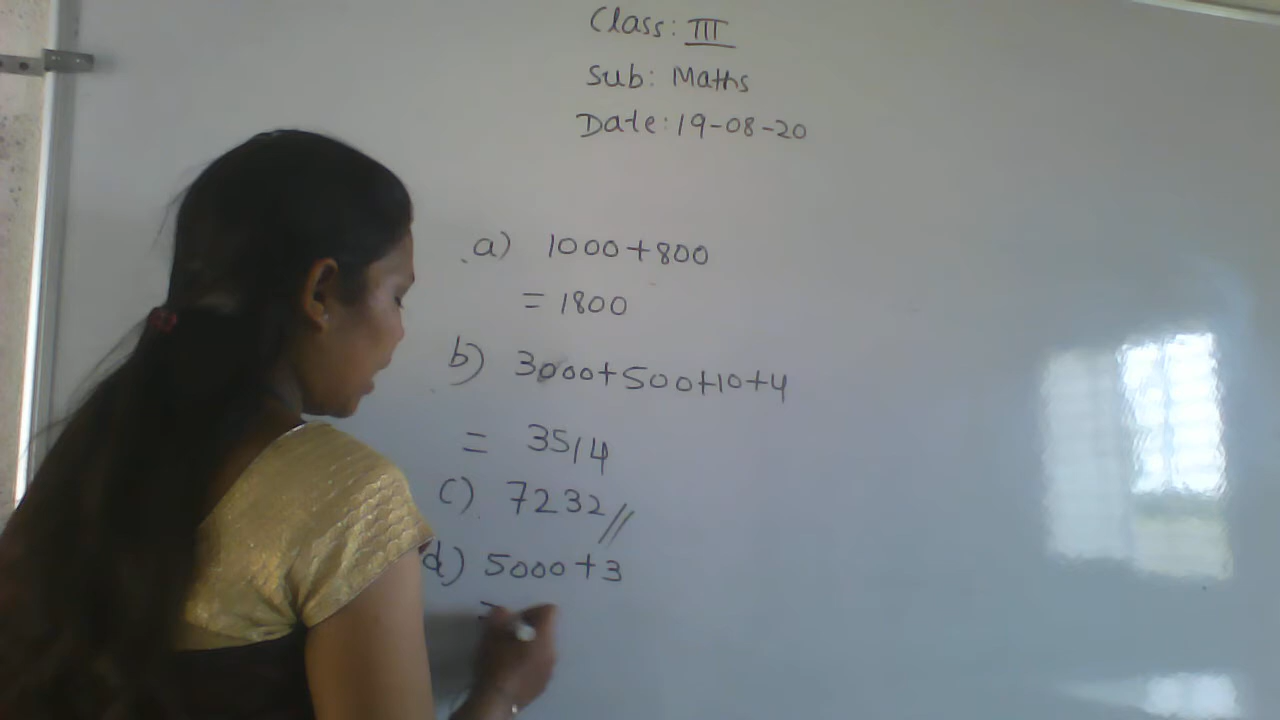 Class: III
Sub: Maths
Date: 19-08-20
a) 1000+800
= 1800
b) 3000+500+10+4
= 3514
c) 7232//
d) 5000+3
=